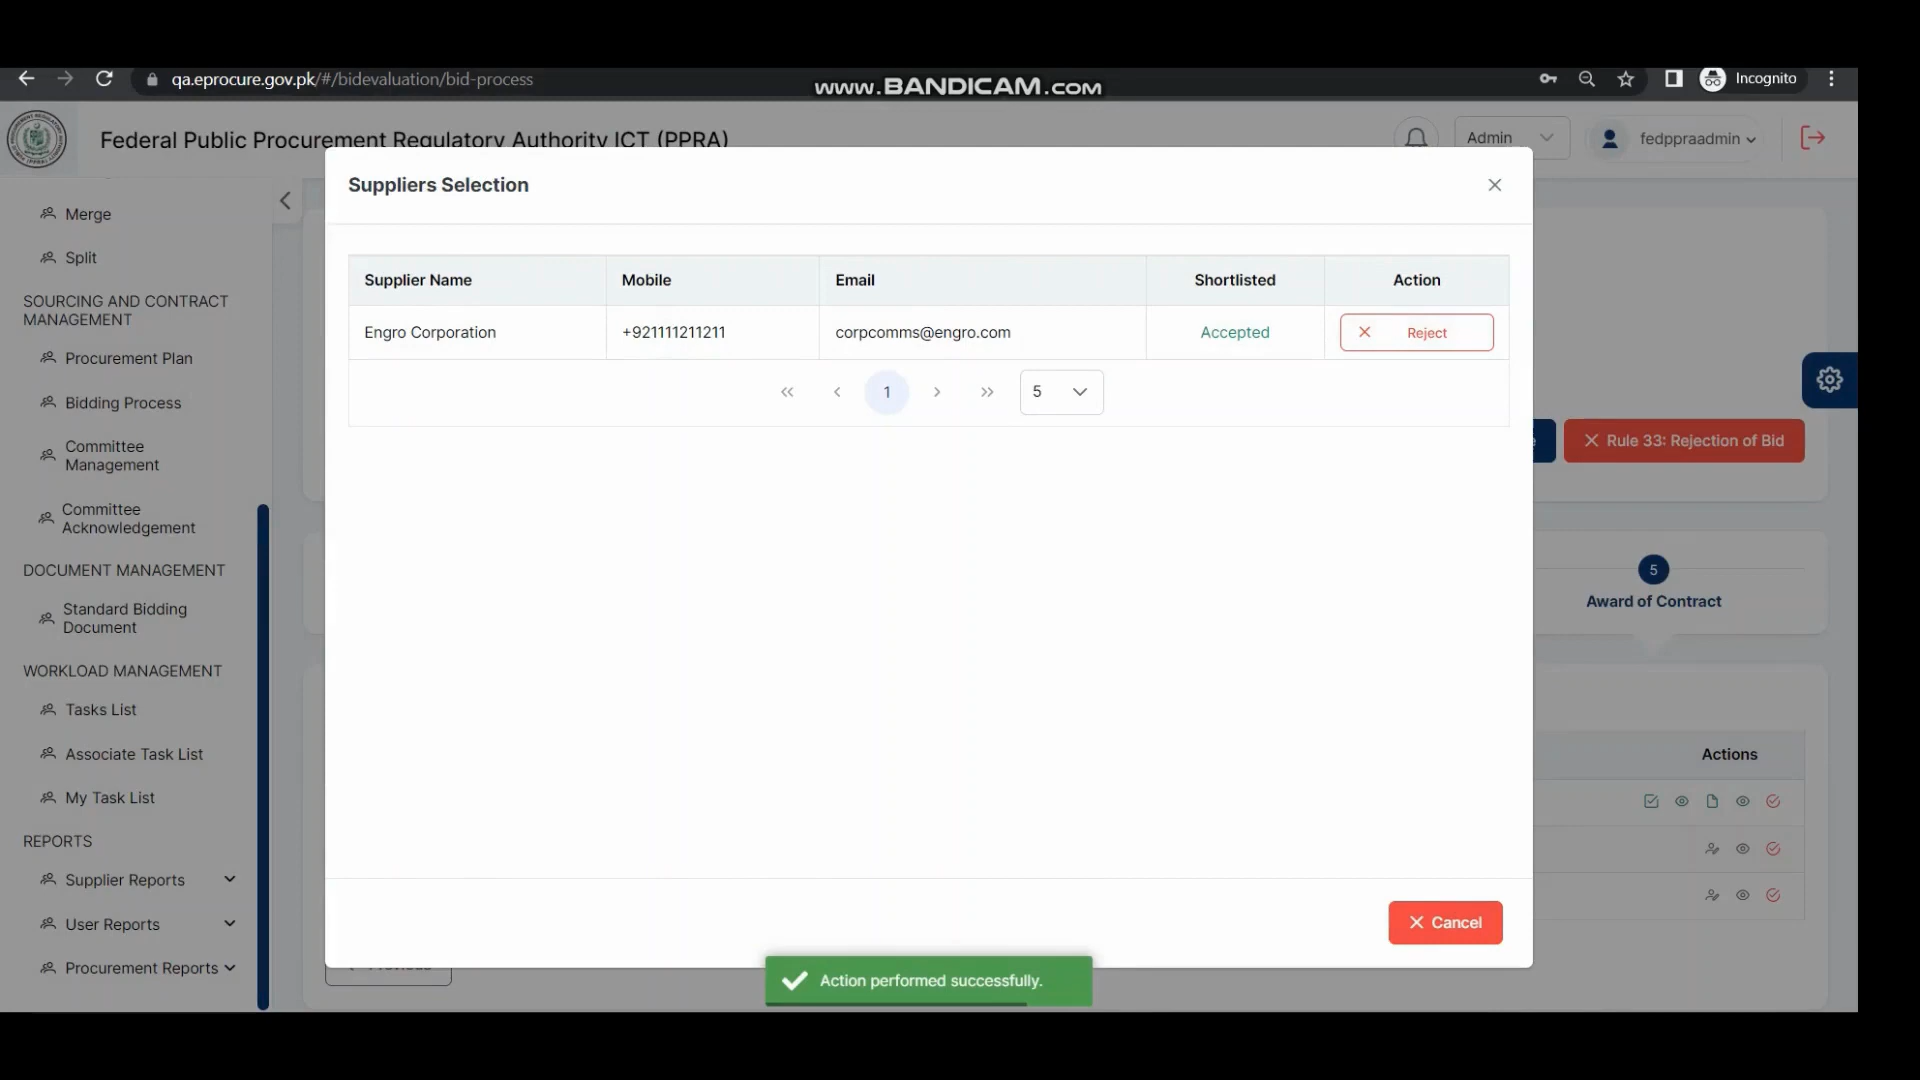 qa.eprocure.gov.pk/#/bidevaluation/bid-process
www.BANDICAM.com
Incognito
Federal Public Procurement Regulatory Authority ICT (PPRA)
Admin
fedppraadmin
Merge
Split
SOURCING AND CONTRACT
MANAGEMENT
Procurement Plan
Bidding Process
Committee
Management
Committee
Acknowledgement
DOCUMENT MANAGEMENT
Standard Bidding
Document
WORKLOAD MANAGEMENT
Tasks List
Associate Task List
My Task List
REPORTS
Supplier Reports
User Reports
Procurement Reports
Suppliers Selection
Supplier Name Mobile Email Shortlisted Action
Engro Corporation +921111211211 corpcomms@engro.com Accepted Reject
1 5
Cancel
Action performed successfully.
Rule 33: Rejection of Bid
5
Award of Contract
Actions